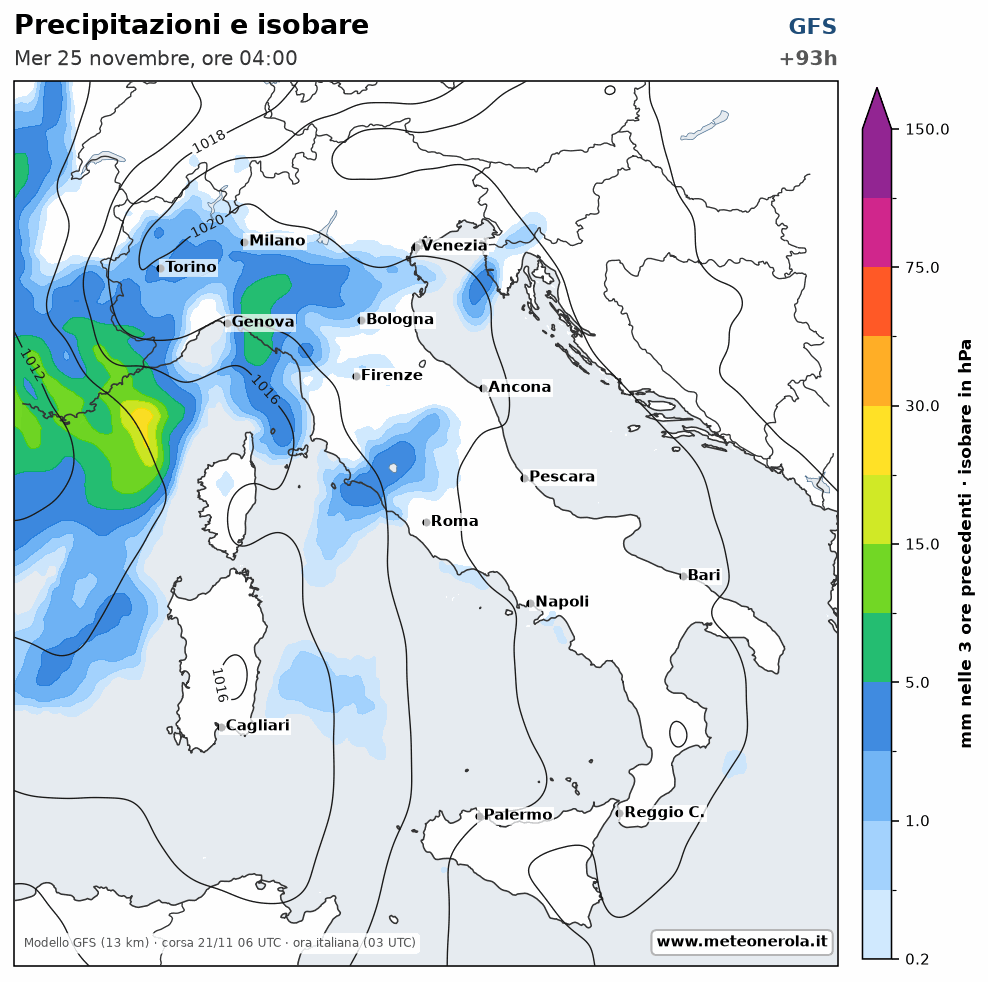 Precipitazioni e isobare
GFS
Mer 25 novembre, ore 04:00
+93h
1018
1020
Milano
Venezia
Torino
Genova
Bologna
1012
Firenze
1016
Ancona
Pescara
Roma
Bari
Napoli
1016
Cagliari
Palermo
Reggio C.
Modello GFS (13 km) · corsa 21/11 06 UTC · ora italiana (03 UTC)
www.meteonerola.it
150.0
75.0
30.0
15.0
5.0
1.0
0.2
mm nelle 3 ore precedenti · isobare in hPa